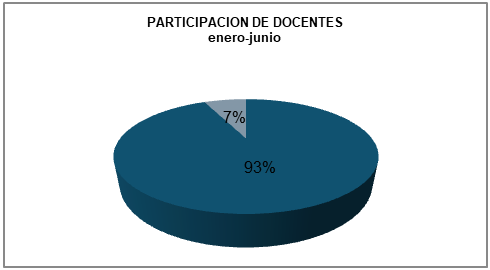 PARTICIPACION DE DOCENTES
enero-junio
7%
93%